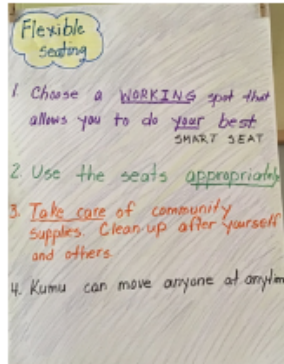 Flexible
seating
1. Choose a WORKING spot that
allows you to do your best
SMART SEAT
2. Use the seats appropriately
3. Take care of community
supplies. Clean up after yourself
and others.
4. Kumu can move anyone at anytim